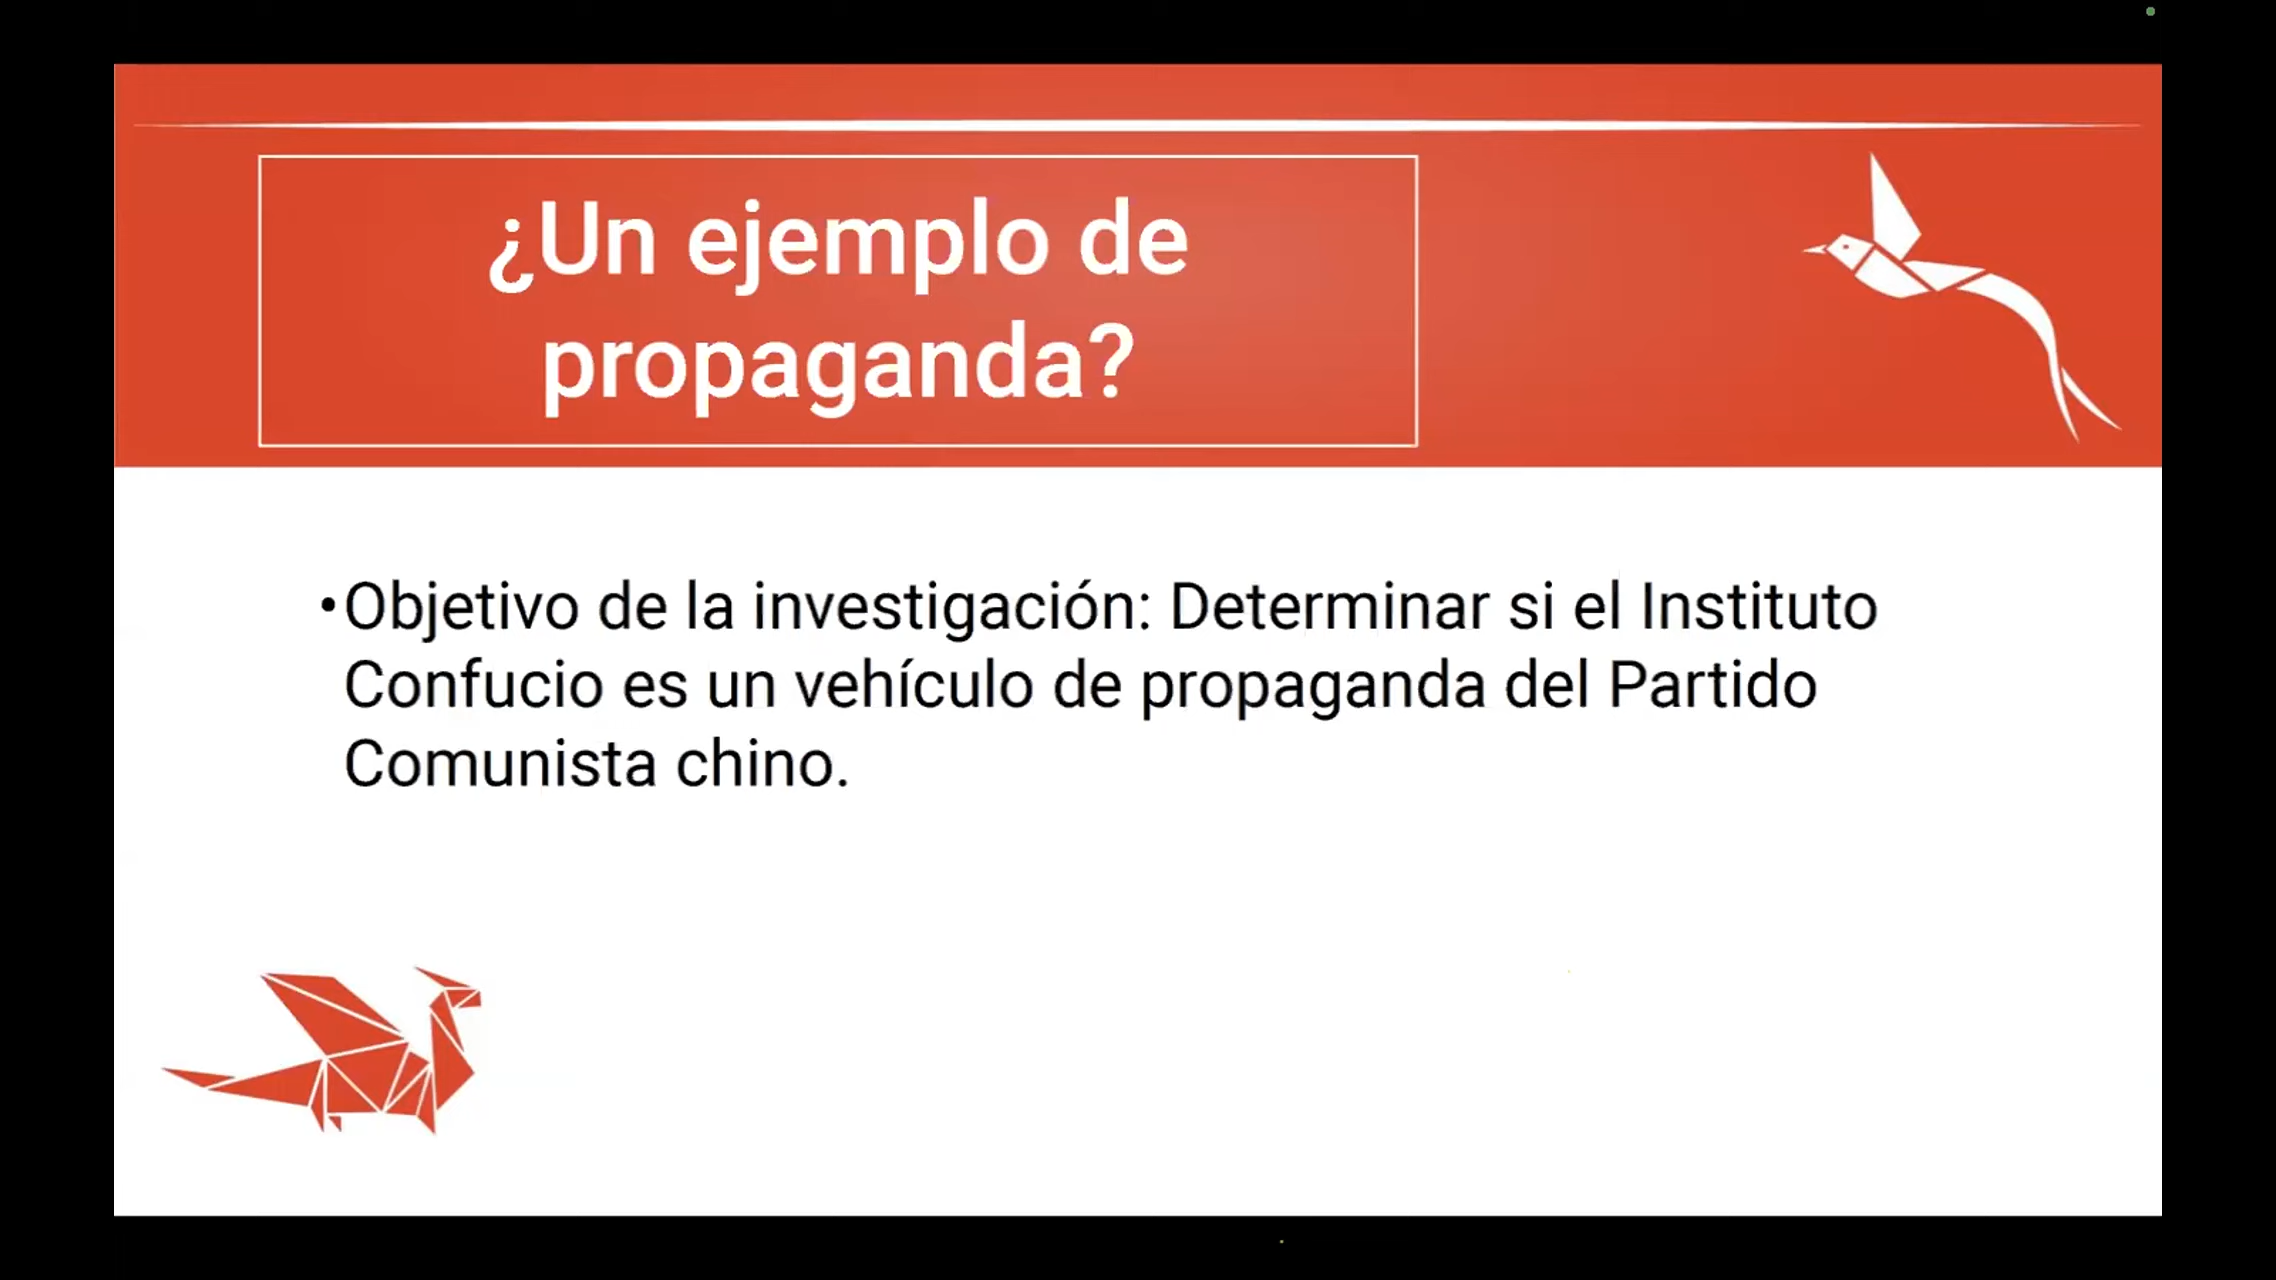 ¿Un ejemplo de
propaganda?
•Objetivo de la investigación: Determinar si el Instituto
Confucio es un vehículo de propaganda del Partido
Comunista chino.